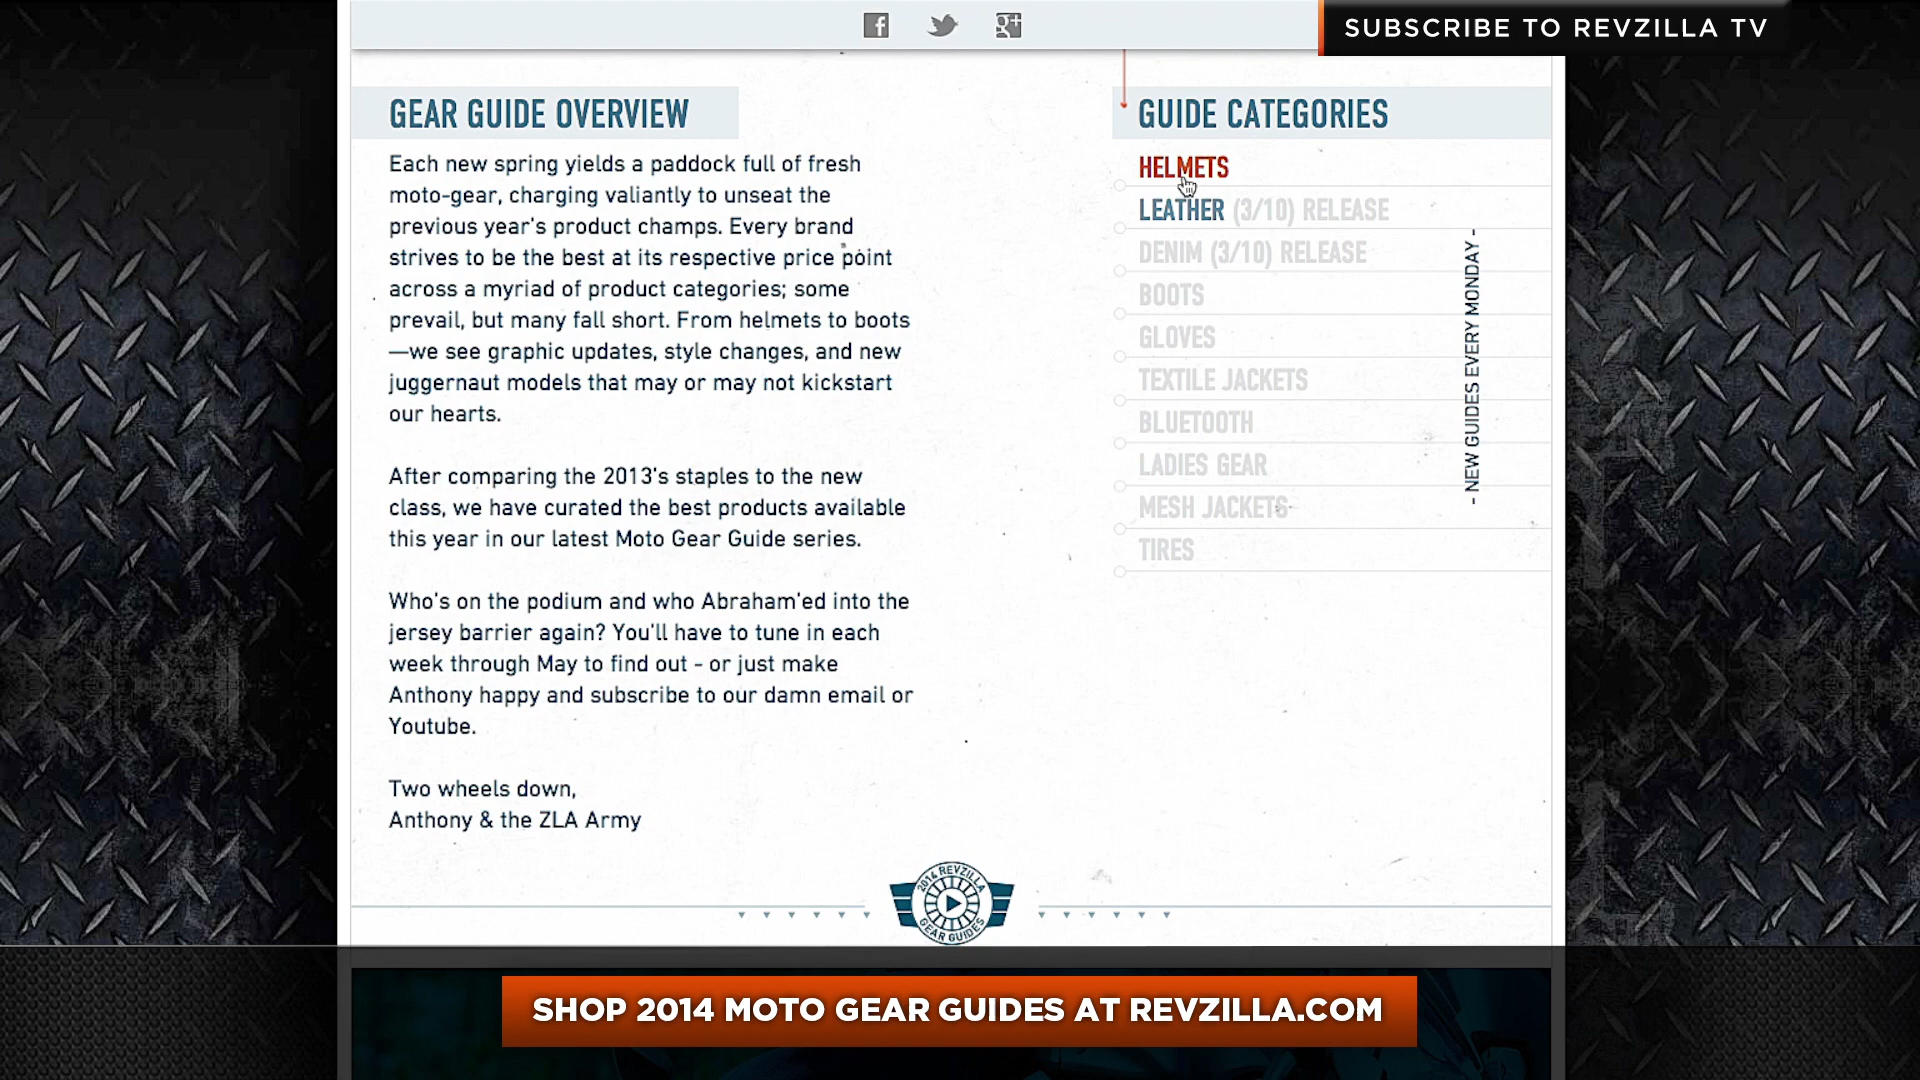 SUBSCRIBE TO REVZILLA TV
GEAR GUIDE OVERVIEW
Each new spring yields a paddock full of fresh
moto-gear, charging valiantly to unseat the
previous year's product champs. Every brand
strives to be the best at its respective price point
across a myriad of product categories; some
prevail, but many fall short. From helmets to boots
—we see graphic updates, style changes, and new
juggernaut models that may or may not kickstart
our hearts.
After comparing the 2013's staples to the new
class, we have curated the best products available
this year in our latest Moto Gear Guide series.
Who's on the podium and who Abraham'ed into the
jersey barrier again? You'll have to tune in each
week through May to find out - or just make
Anthony happy and subscribe to our damn email or
Youtube.
Two wheels down,
Anthony & the ZLA Army
GUIDE CATEGORIES
HELMETS
LEATHER (3/10) RELEASE
DENIM (3/10) RELEASE
BOOTS
GLOVES
TEXTILE JACKETS
BLUETOOTH
LADIES GEAR
MESH JACKETS
TIRES
- NEW GUIDES EVERY MONDAY -
2014 REVZILLA
GEAR GUIDES
SHOP 2014 MOTO GEAR GUIDES AT REVZILLA.COM